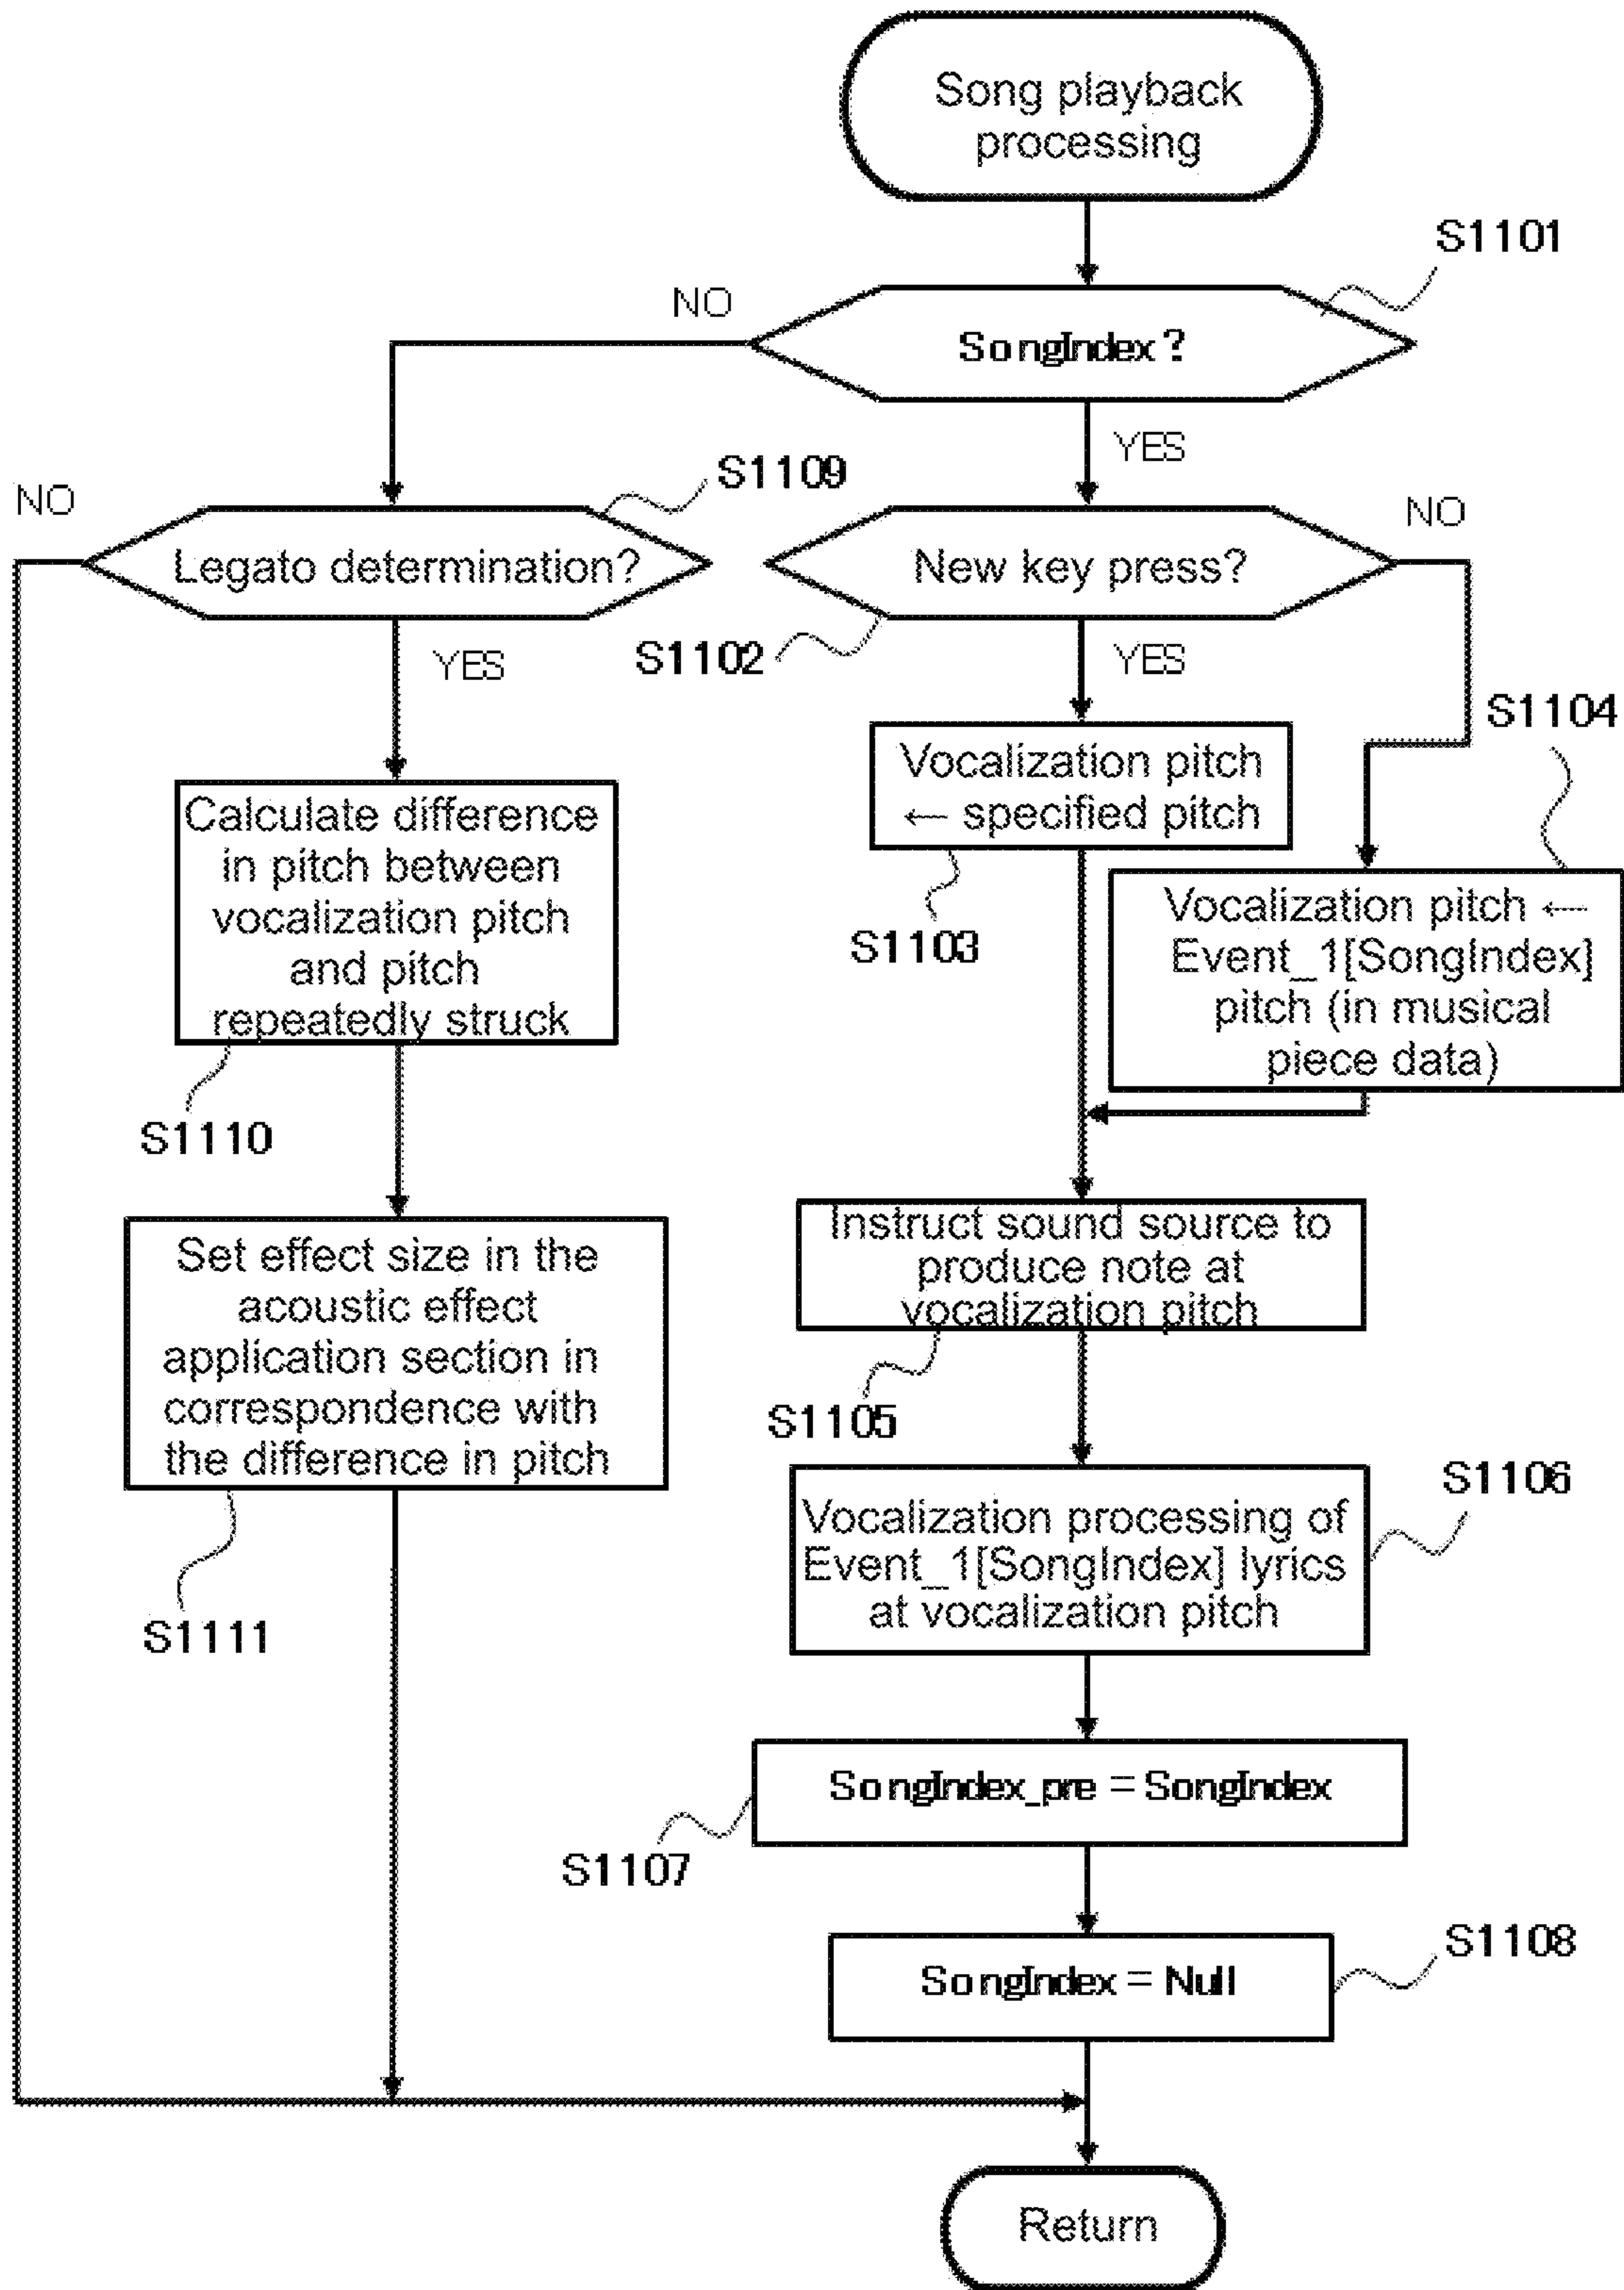 Song playback
processing
S1101
NO
SongIndex?
YES
S1109
NO
Legato determination?
New key press?
NO
S1102
YES
YES
S1104
Vocalization pitch
← specified pitch
S1103
Calculate difference
in pitch between
vocalization pitch
and pitch
repeatedly struck
S1110
Vocalization pitch ←
Event_1[SongIndex]
pitch (in musical
piece data)
Set effect size in the
acoustic effect
application section in
correspondence with
the difference in pitch
S1111
Instruct sound source to
produce note at
vocalization pitch
S1105
Vocalization processing of
Event_1[SongIndex] lyrics
at vocalization pitch
S1106
SongIndex_pre = SongIndex
S1107
SongIndex = Null
S1108
Return